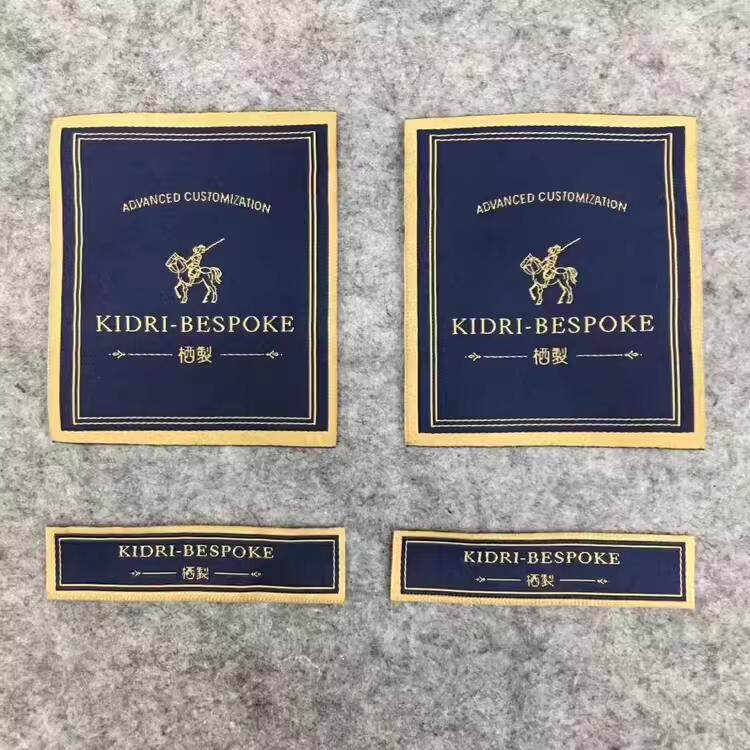 ADVANCED CUSTOMIZATION
KIDRI-BESPOKE
栖製
ADVANCED CUSTOMIZATION
KIDRI-BESPOKE
栖製
KIDRI-BESPOKE
栖製
KIDRI-BESPOKE
栖製